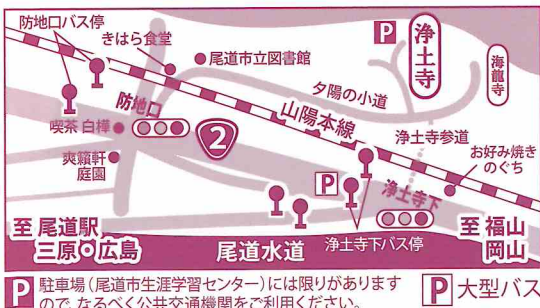 防地口バス停
きはら食堂
尾道市立図書館
P
浄土寺
海龍寺
夕陽の小道
防地口
山陽本線
喫茶 白樺
2
浄土寺参道
爽籟軒
庭園
お好み焼き
のぐち
P
浄土寺下
至 尾道駅
三原⇔広島
尾道水道
浄土寺下バス停
至 福山
岡山
P 駐車場（尾道市生涯学習センター）には限りがあります
ので、なるべく公共交通機関をご利用ください。
P 大型バス